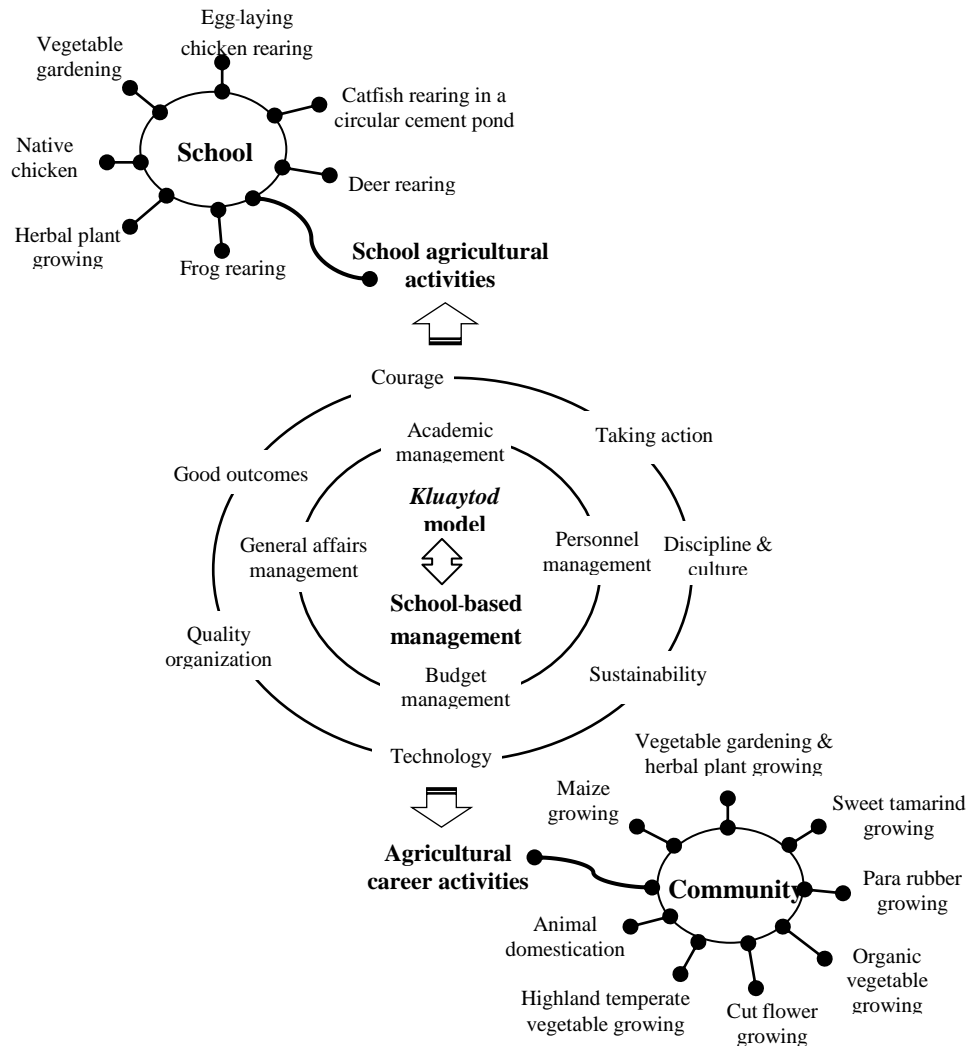 Egg-laying
chicken rearing
Vegetable
gardening
Catfish rearing in a
circular cement pond
School
Native
chicken
Deer rearing
Herbal plant
growing
Frog rearing
School agricultural
activities
Courage
Taking action
Academic
management
Good outcomes
Kluaytod
model
General affairs
management
Personnel
management
Discipline &
culture
School-based
management
Quality
organization
Budget
management
Sustainability
Technology
Vegetable gardening &
herbal plant growing
Maize
growing
Sweet tamarind
growing
Agricultural
career activities
Community
Para rubber
growing
Animal
domestication
Organic
vegetable
growing
Highland temperate
vegetable growing
Cut flower
growing